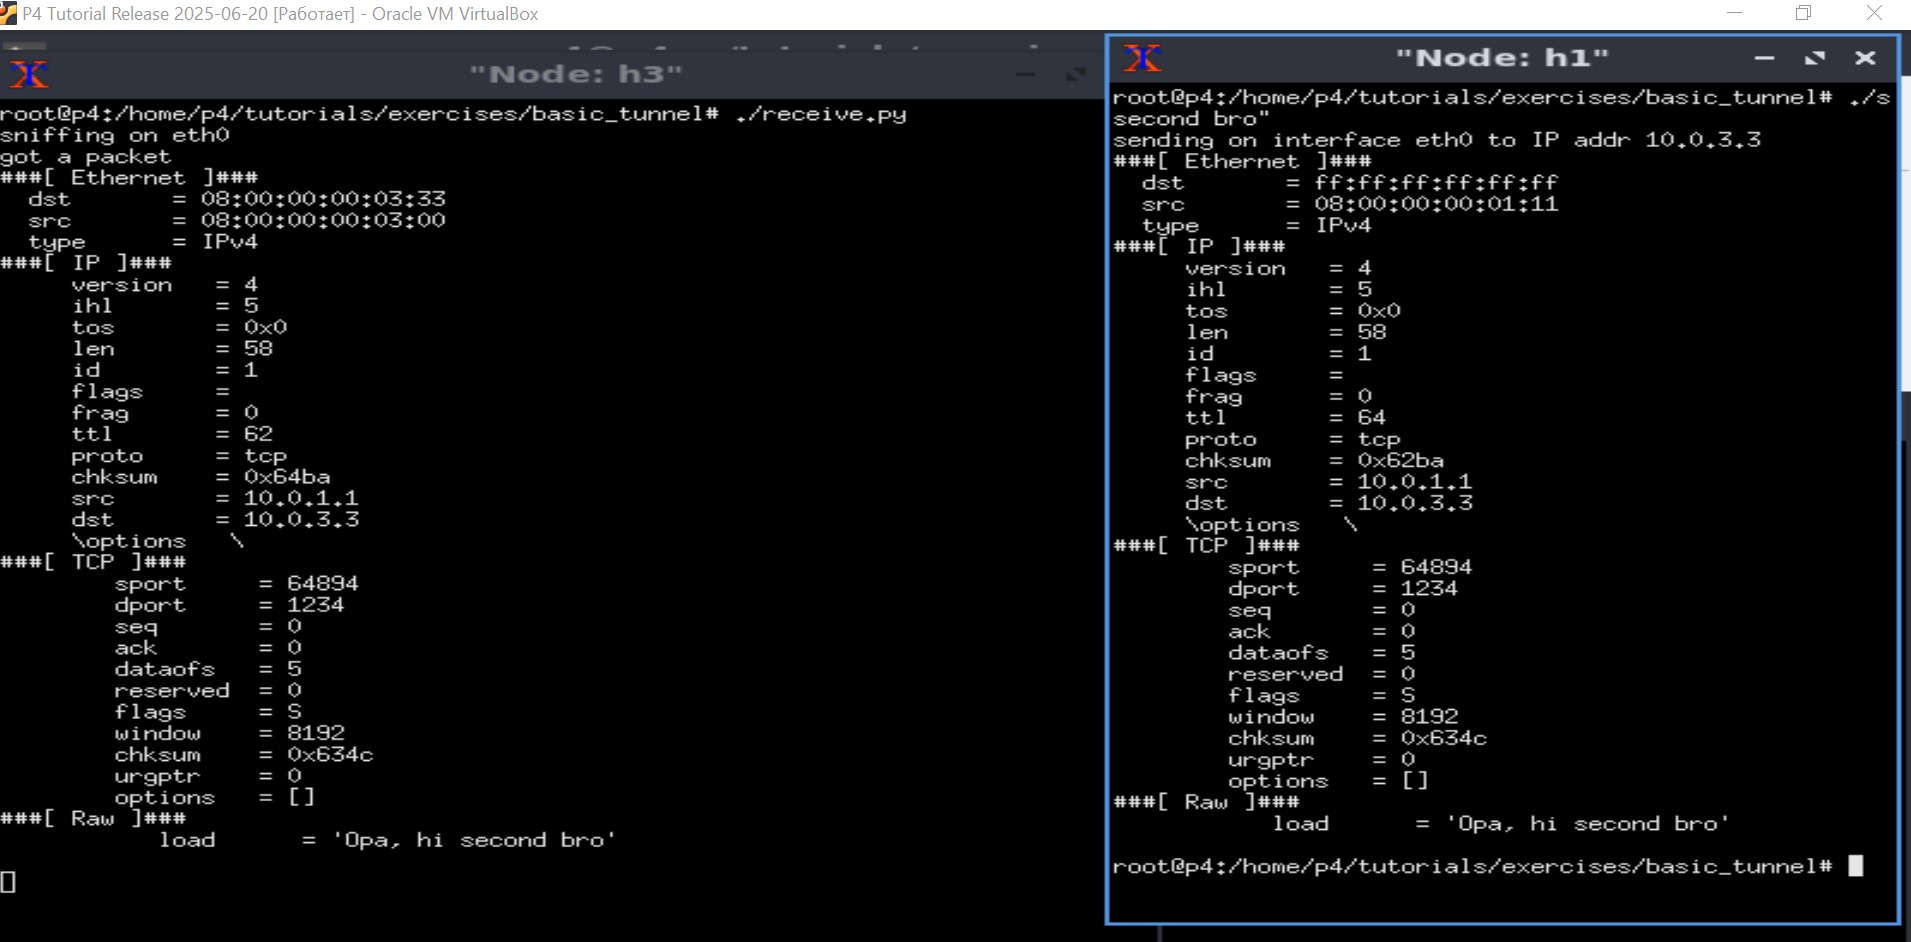 P4 Tutorial Release 2025-06-20 [Работает] - Oracle VM VirtualBox
"Node: h3"
root@p4:/home/p4/tutorials/exercises/basic_tunnel# ./receive.py
sniffing on eth0
got a packet
###[ Ethernet ]###
dst = 08:00:00:00:03:33
src = 08:00:00:00:03:00
type = IPv4
###[ IP ]###
version = 4
ihl = 5
tos = 0x0
len = 58
id = 1
flags =
frag = 0
ttl = 62
proto = tcp
chksum = 0x64ba
src = 10.0.1.1
dst = 10.0.3.3
\options \
###[ TCP ]###
sport = 64894
dport = 1234
seq = 0
ack = 0
dataofs = 5
reserved = 0
flags = S
window = 8192
chksum = 0x634c
urgptr = 0
options = []
###[ Raw ]###
load = 'Opa, hi second bro'
"Node: h1"
root@p4:/home/p4/tutorials/exercises/basic_tunnel# ./s
second bro"
sending on interface eth0 to IP addr 10.0.3.3
###[ Ethernet ]###
dst = ff:ff:ff:ff:ff:ff
src = 08:00:00:00:01:11
type = IPv4
###[ IP ]###
version = 4
ihl = 5
tos = 0x0
len = 58
id = 1
flags =
frag = 0
ttl = 64
proto = tcp
chksum = 0x62ba
src = 10.0.1.1
dst = 10.0.3.3
\options \
###[ TCP ]###
sport = 64894
dport = 1234
seq = 0
ack = 0
dataofs = 5
reserved = 0
flags = S
window = 8192
chksum = 0x634c
urgptr = 0
options = []
###[ Raw ]###
load = 'Opa, hi second bro'
root@p4:/home/p4/tutorials/exercises/basic_tunnel#